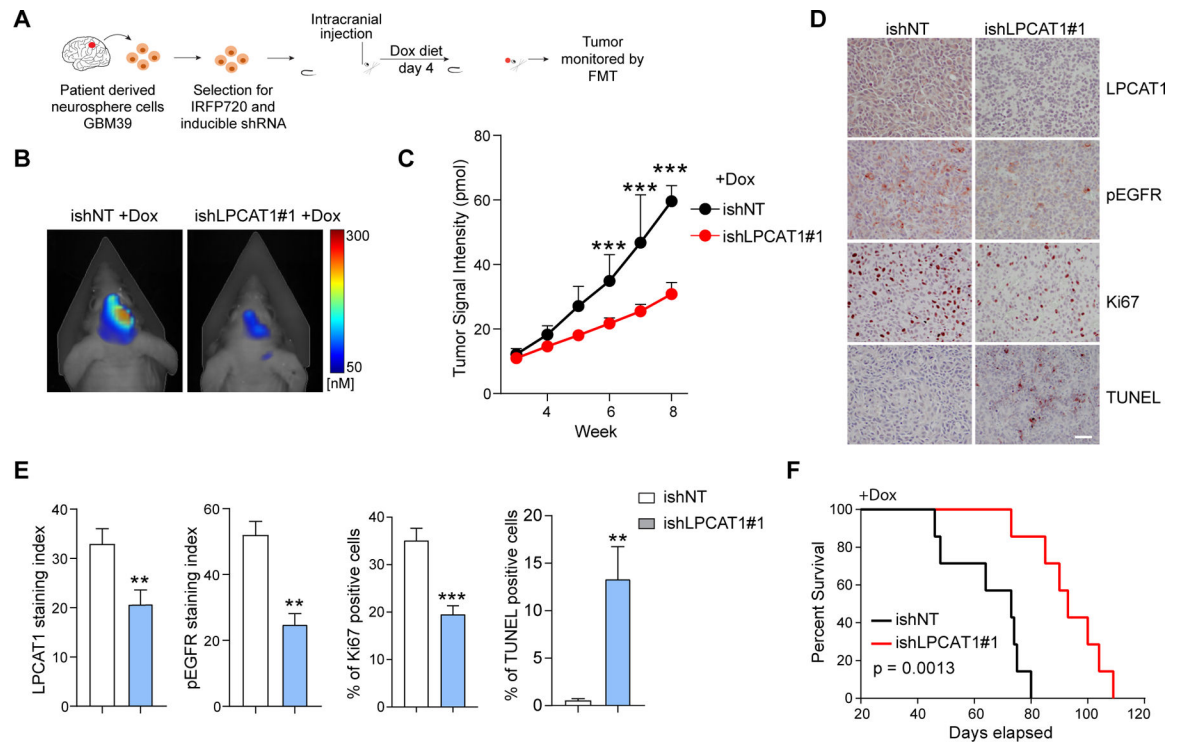 A
Intracranial
injection
Dox diet
day 4
Tumor
monitored by
FMT
Patient derived
neurosphere cells
GBM39
Selection for
IRFP720 and
inducible shRNA
B
ishNT +Dox
ishLPCAT1#1 +Dox
300
50
[nM]
C
Tumor Signal Intensity (pmol)
80
60
40
20
0
4
6
8
Week
***
***
***
+Dox
ishNT
ishLPCAT1#1
D
ishNT
ishLPCAT1#1
LPCAT1
pEGFR
Ki67
TUNEL
E
LPCAT1 staining index
40
30
20
10
0
**
pEGFR staining index
60
40
20
0
**
% of Ki67 positive cells
40
30
20
10
0
***
% of TUNEL positive cells
20
15
10
5
0
**
ishNT
ishLPCAT1#1
F
+Dox
Percent Survival
100
80
60
40
20
0
20
40
60
80
100
120
Days elapsed
ishNT
ishLPCAT1#1
p = 0.0013